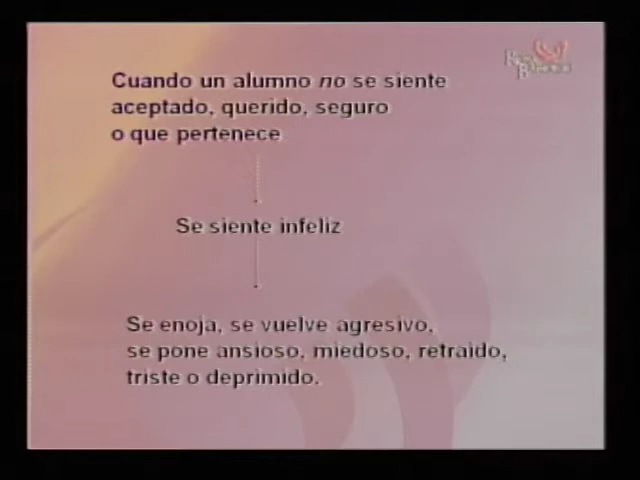 Cuando un alumno no se siente
aceptado, querido, seguro
o que pertenece
Se siente infeliz
Se enoja, se vuelve agresivo,
se pone ansioso, miedoso, retraido,
triste o deprimido.